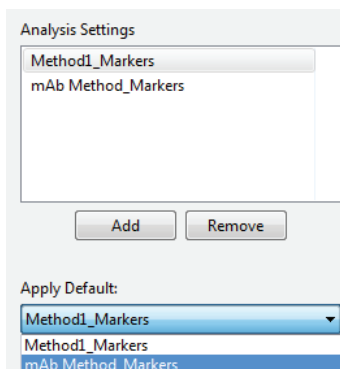 Analysis Settings
Method1_Markers
mAb Method_Markers
Add Remove
Apply Default:
Method1_Markers
Method1_Markers
mAb Method_Markers